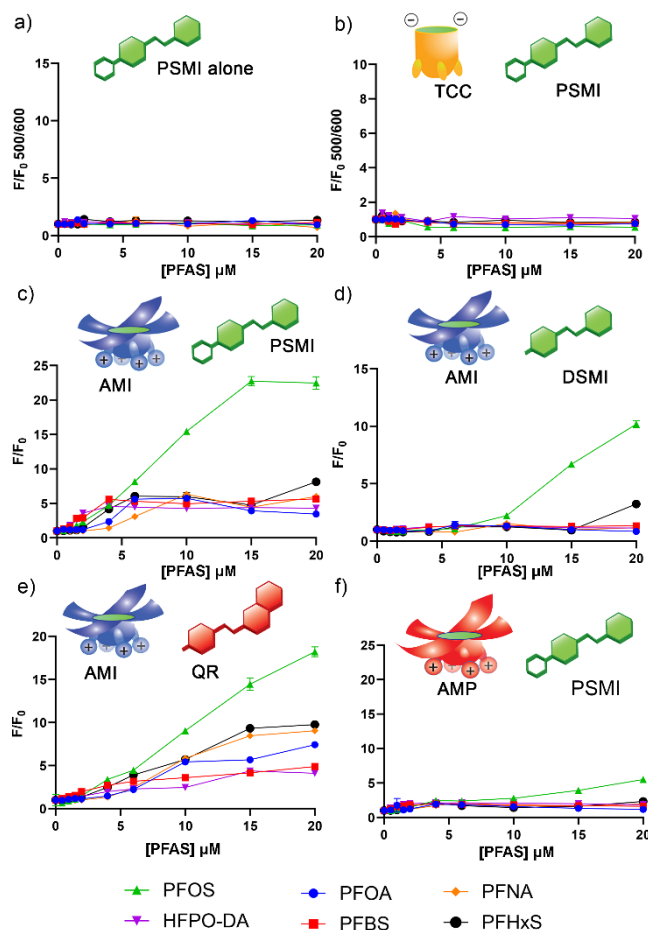 a)
PSMI alone
F/F₀ 500/600
15
10
5
0
0 5 10 15 20
[PFAS] µM
b)
− −
TCC PSMI
F/F₀ 500/600
10
8
6
4
2
0
0 5 10 15 20
[PFAS] µM
c)
+ + + +
AMI PSMI
F/F₀
25
20
15
10
5
0
0 5 10 15 20
[PFAS] µM
d)
+ + + +
AMI DSMI
F/F₀
15
10
5
0
0 5 10 15 20
[PFAS] µM
e)
+ + + +
AMI QR
F/F₀
20
15
10
5
0
0 5 10 15 20
[PFAS] µM
f)
+ + + +
AMP PSMI
F/F₀
25
20
15
10
5
0
0 5 10 15 20
[PFAS] µM
PFOS PFOA PFNA
HFPO-DA PFBS PFHxS